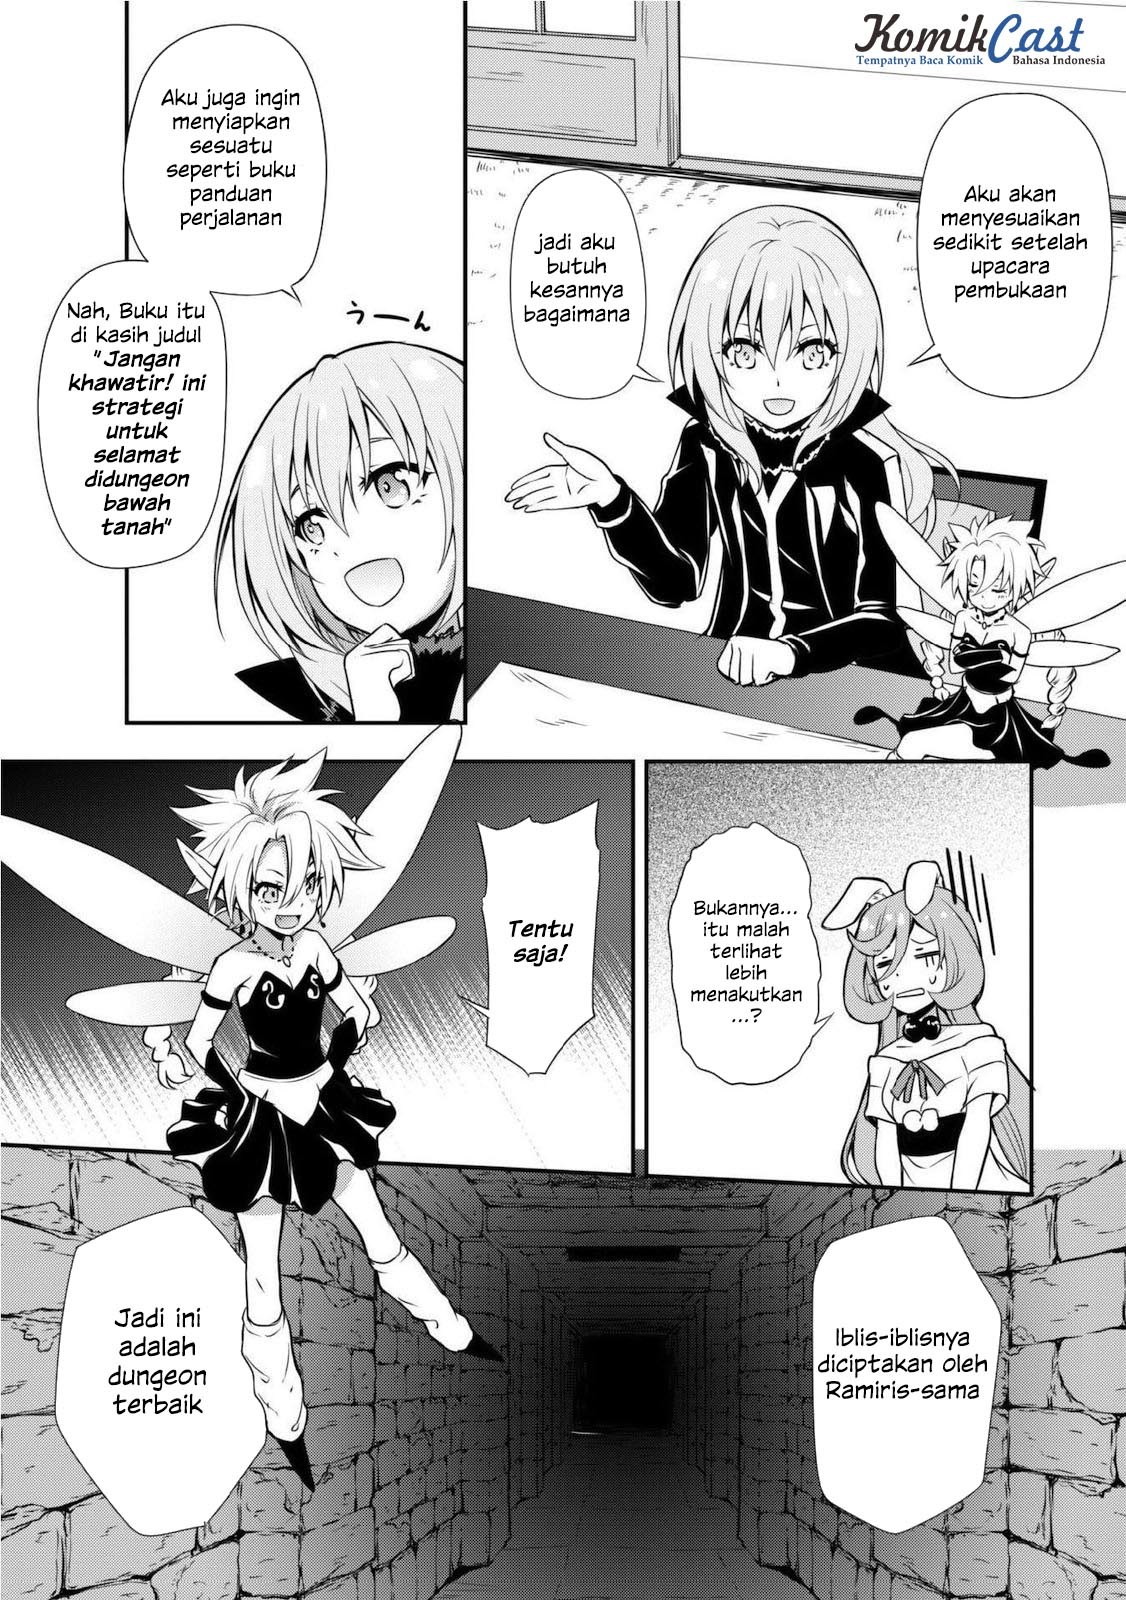 KomikCast
Tempatnya Baca Komik Bahasa Indonesia
Aku akan
menyesuaikan
sedikit setelah
upacara
pembukaan
jadi aku
butuh
kesannya
bagaimana
Aku juga ingin
menyiapkan
sesuatu
seperti buku
panduan
perjalanan
Nah, Buku itu
di kasih judul
"Jangan
khawatir! ini
strategi
untuk
selamat
didungeon
bawah
tanah"
うーん
Bukannya...
itu malah
terlihat
lebih
menakutkan
...?
Tentu
saja!
Iblis-iblisnya
diciptakan oleh
Ramiris-sama
Jadi ini
adalah
dungeon
terbaik